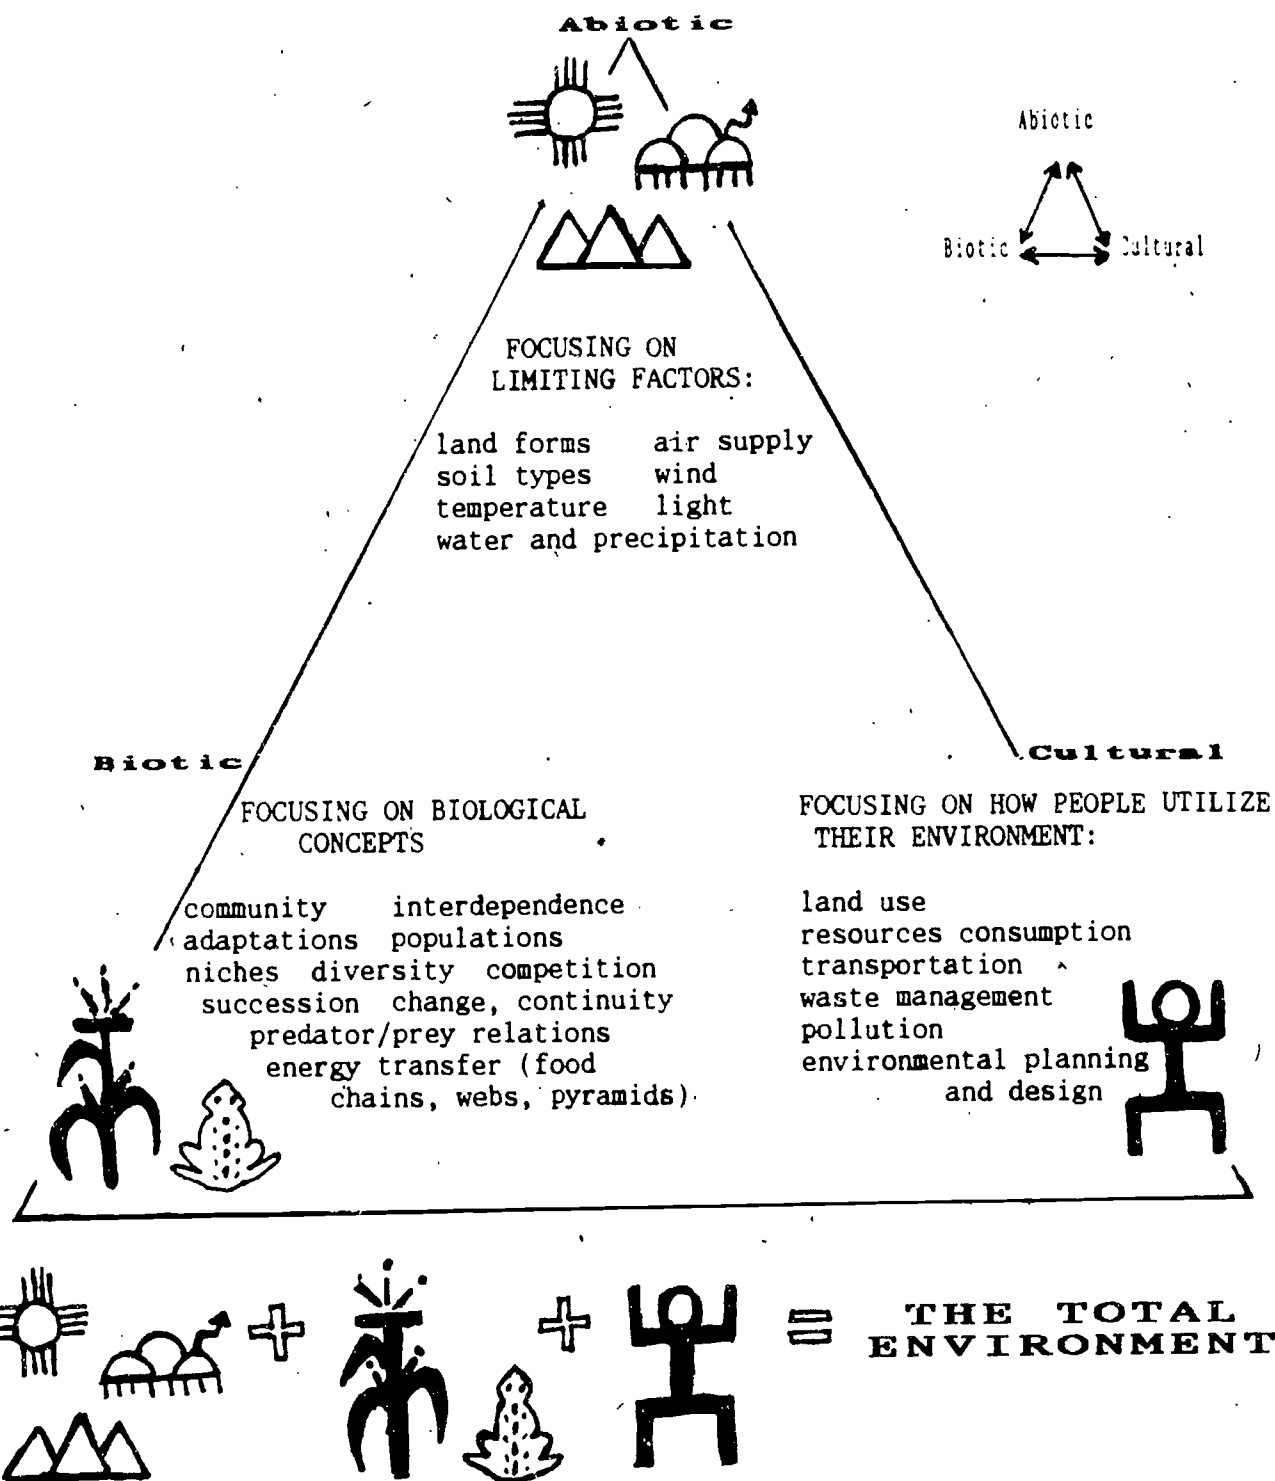 Abiotic
Abiotic
Biotic Cultural
FOCUSING ON
LIMITING FACTORS:
land forms air supply
soil types wind
temperature light
water and precipitation
Biotic
Cultural
FOCUSING ON BIOLOGICAL
CONCEPTS
community interdependence
adaptations populations
niches diversity competition
succession change, continuity
predator/prey relations
energy transfer (food
chains, webs, pyramids)
FOCUSING ON HOW PEOPLE UTILIZE
THEIR ENVIRONMENT:
land use
resources consumption
transportation
waste management
pollution
environmental planning
and design
+ + = THE TOTAL
ENVIRONMENT